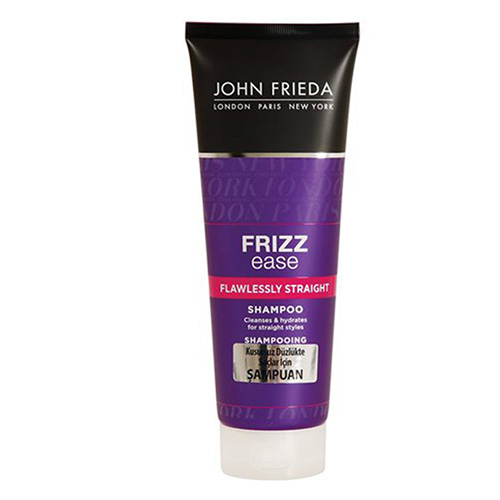 JOHN FRIEDA
LONDON PARIS NEW YORK
FRIZZ
ease
FLAWLESSLY STRAIGHT
SHAMPOO
Cleanses & hydrates
for straight styles
SHAMPOOING
Kusursuz Düzlükte
Saçlar İçin
ŞAMPUAN